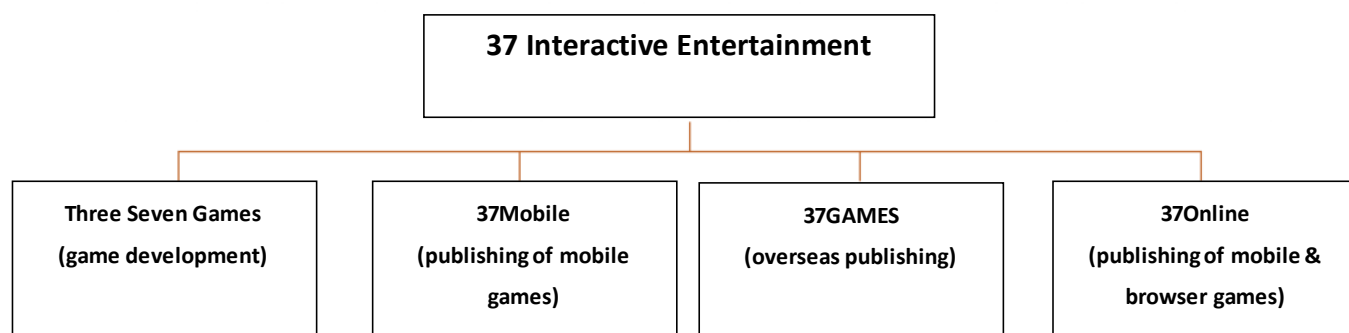 37 Interactive Entertainment
Three Seven Games
(game development)
37Mobile
(publishing of mobile
games)
37GAMES
(overseas publishing)
37Online
(publishing of mobile &
browser games)